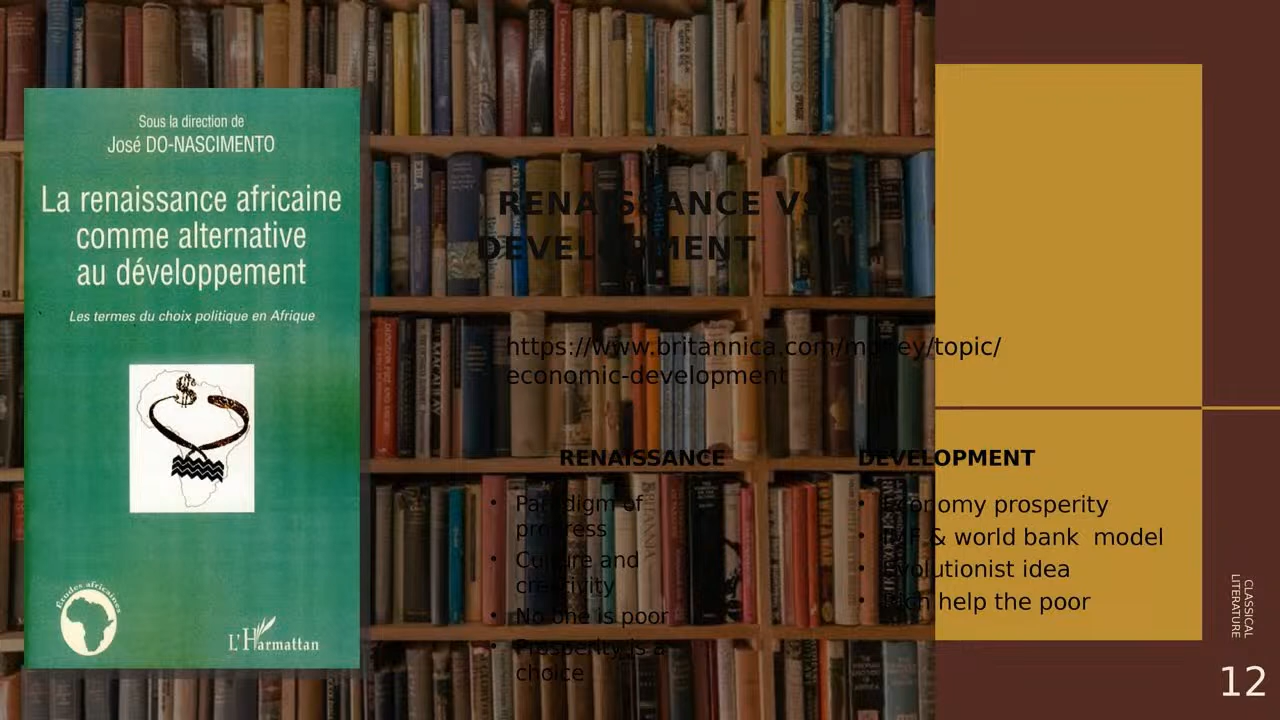 Sous la direction de
José DO-NASCIMENTO
La renaissance africaine
comme alternative
au développement
Les termes du choix politique en Afrique
Études africaines
L'Harmattan
RENAISSANCE VS
DEVELOPMENT
https://www.britannica.com/money/topic/
economic-development
RENAISSANCE
• Paradigm of
progress
• Culture and
creativity
• No one is poor
• Prosperity is a
choice
DEVELOPMENT
• Economy prosperity
• IMF & world bank  model
• Evolutionist idea
• Rich help the poor
CLASSICAL
LITERATURE
12